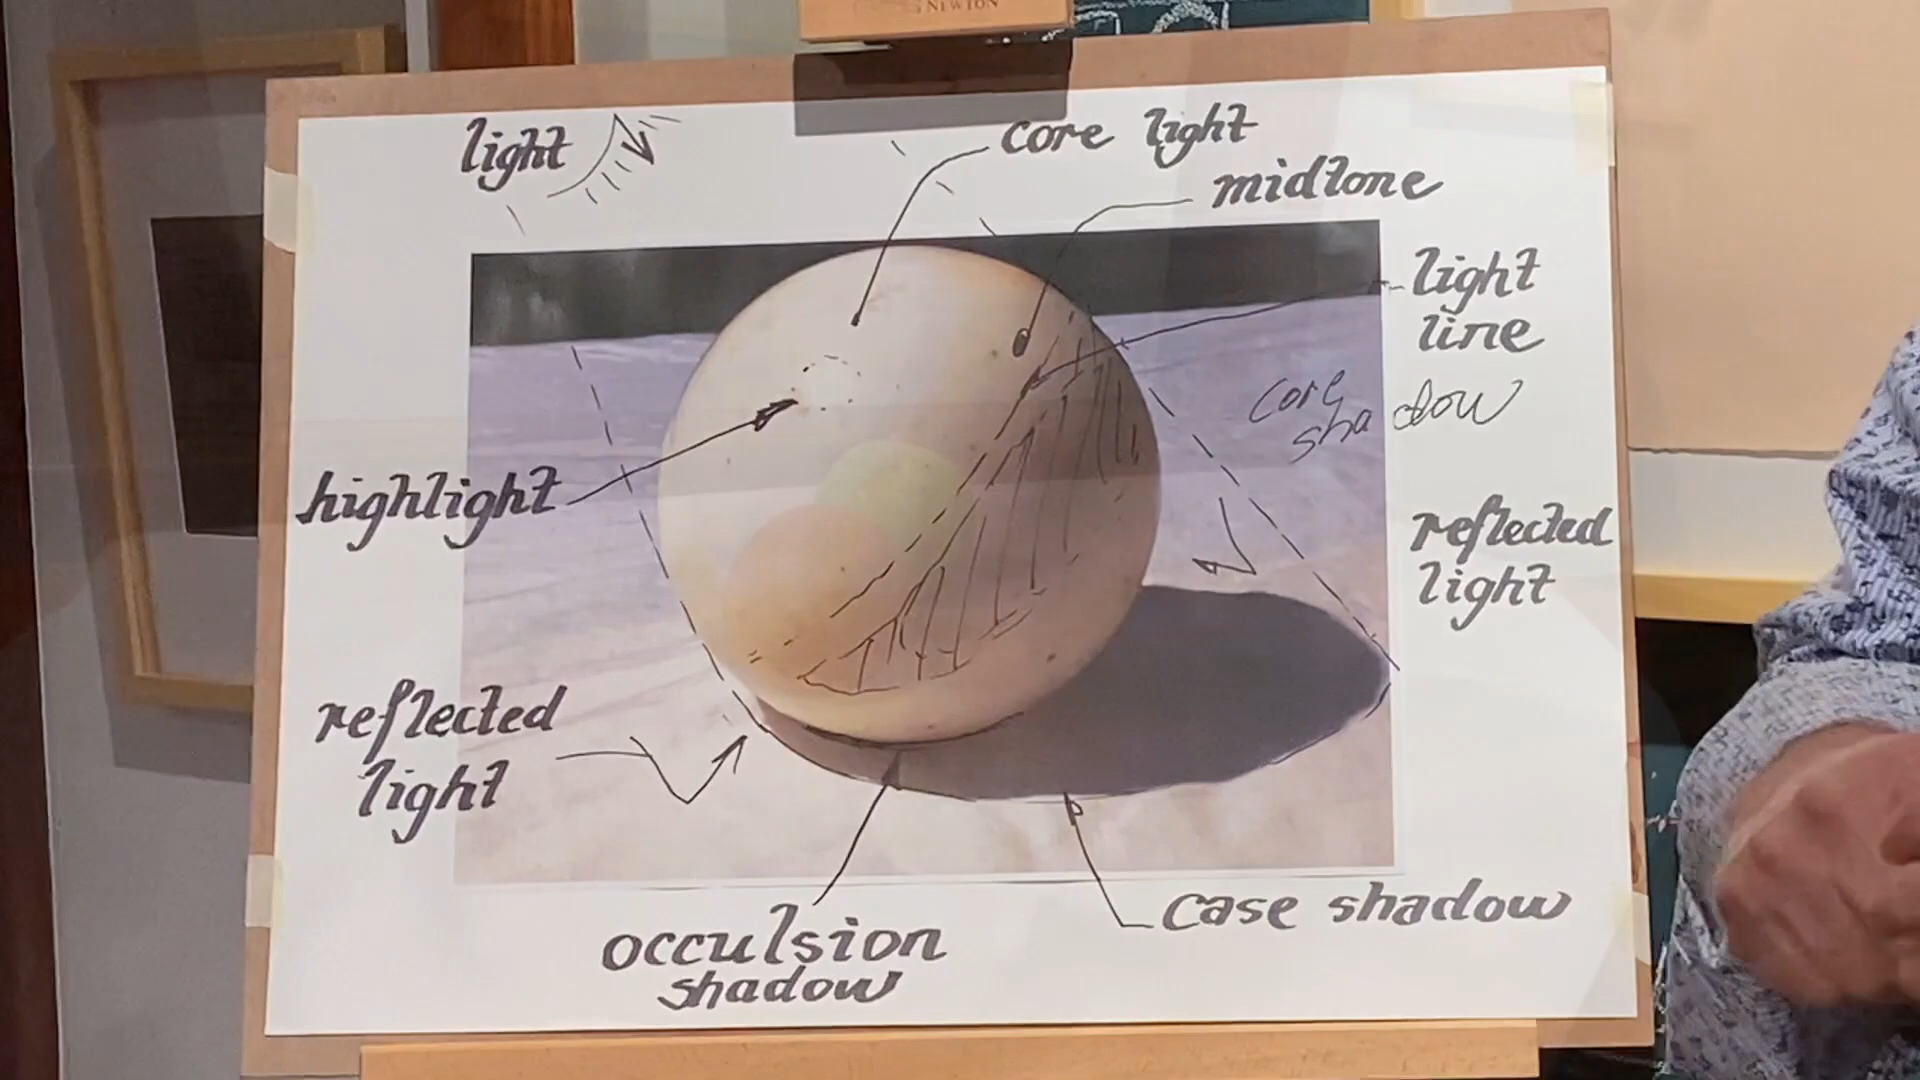 NEWTON
light
core light
midtone
light
line
core
shadow
highlight
reflected
light
reflected
light
case shadow
occulsion
shadow